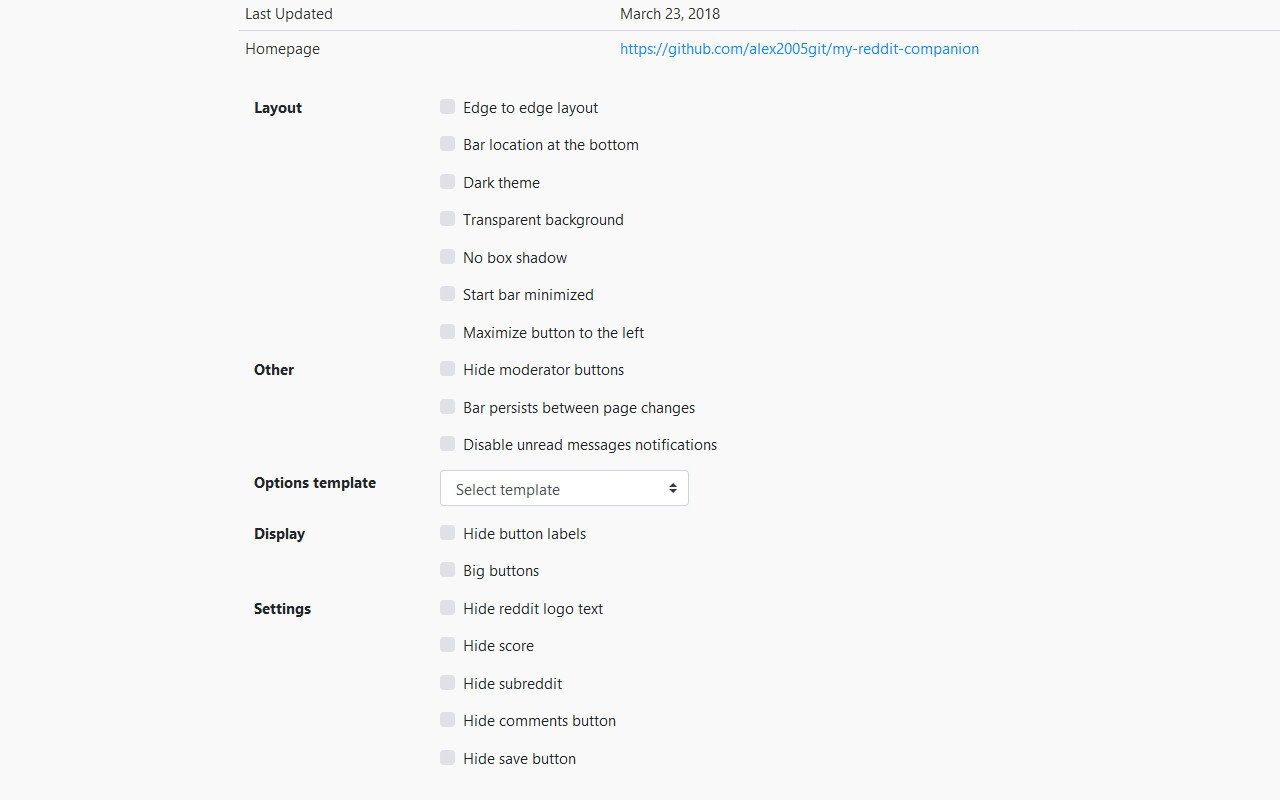 Last Updated March 23, 2018
Homepage https://github.com/alex2005git/my-reddit-companion
Layout Edge to edge layout
Bar location at the bottom
Dark theme
Transparent background
No box shadow
Start bar minimized
Maximize button to the left
Other Hide moderator buttons
Bar persists between page changes
Disable unread messages notifications
Options template Select template
Display Hide button labels
Big buttons
Settings Hide reddit logo text
Hide score
Hide subreddit
Hide comments button
Hide save button